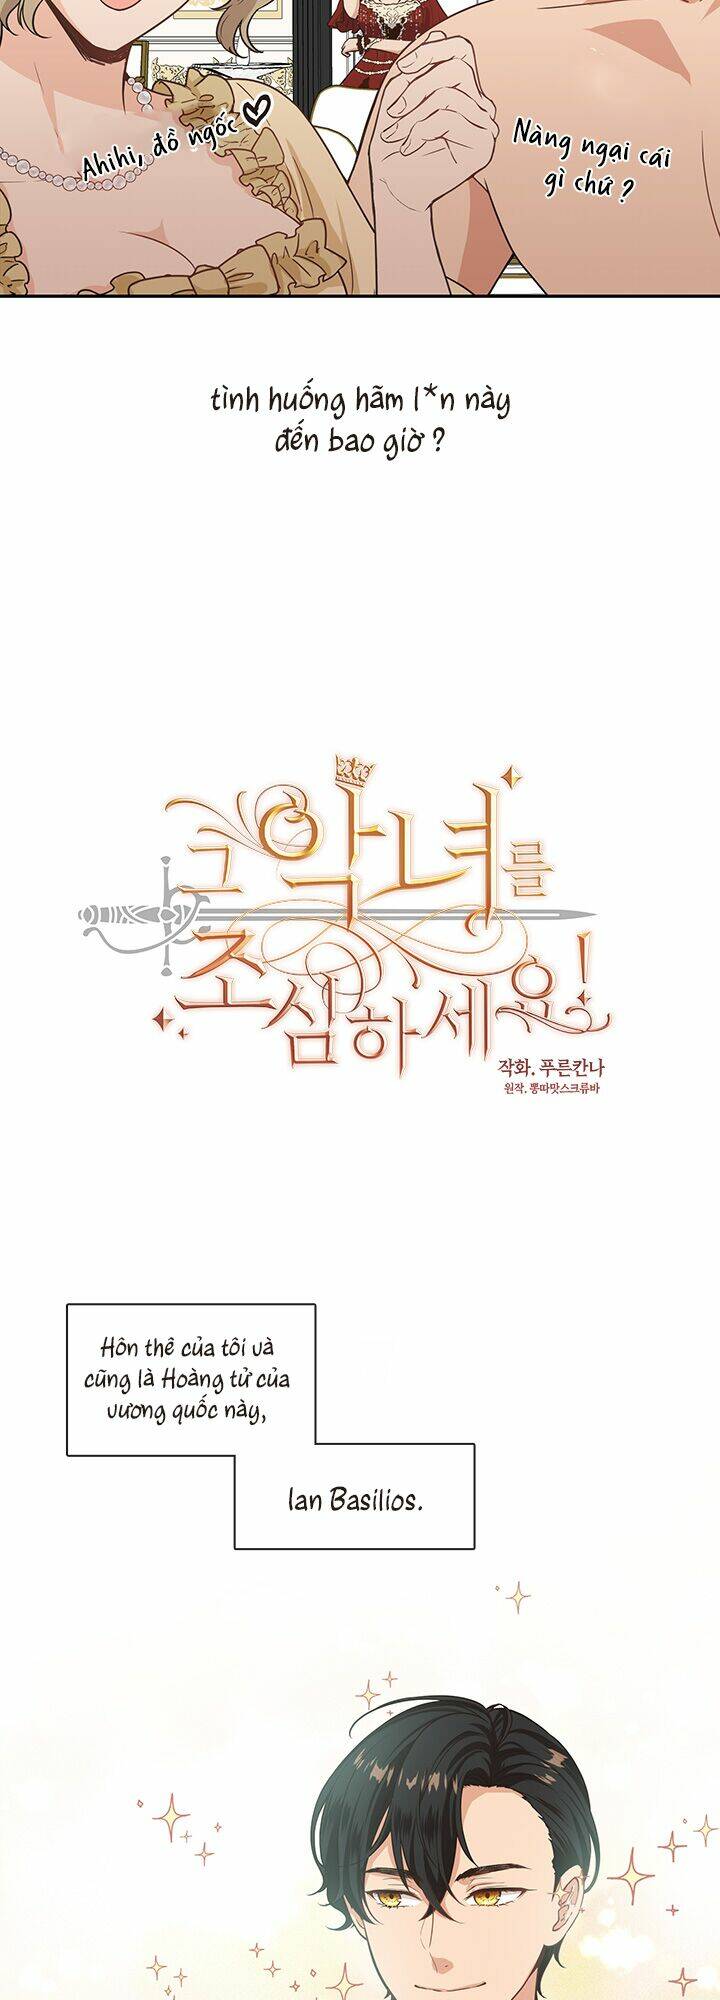 Ahihi, đồ ngốc
Nàng ngại cái
gì chứ ?
tình huống hãm l*n này
đến bao giờ ?
그 악녀를
조심하세요!
작화. 푸른칸나
원작. 뽕따맛스크류바
Hôn thê của tôi và
cũng là Hoàng tử của
vương quốc này,
Ian Basilios.